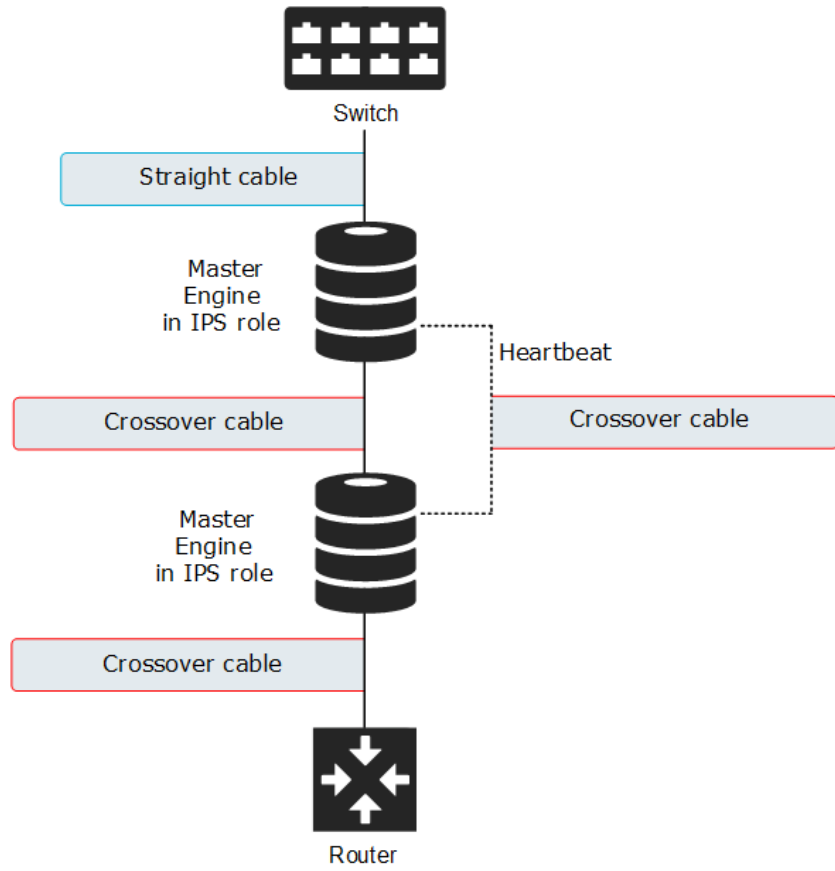 Switch
Straight cable
Master
Engine
in IPS role
Heartbeat
Crossover cable
Crossover cable
Master
Engine
in IPS role
Crossover cable
Router